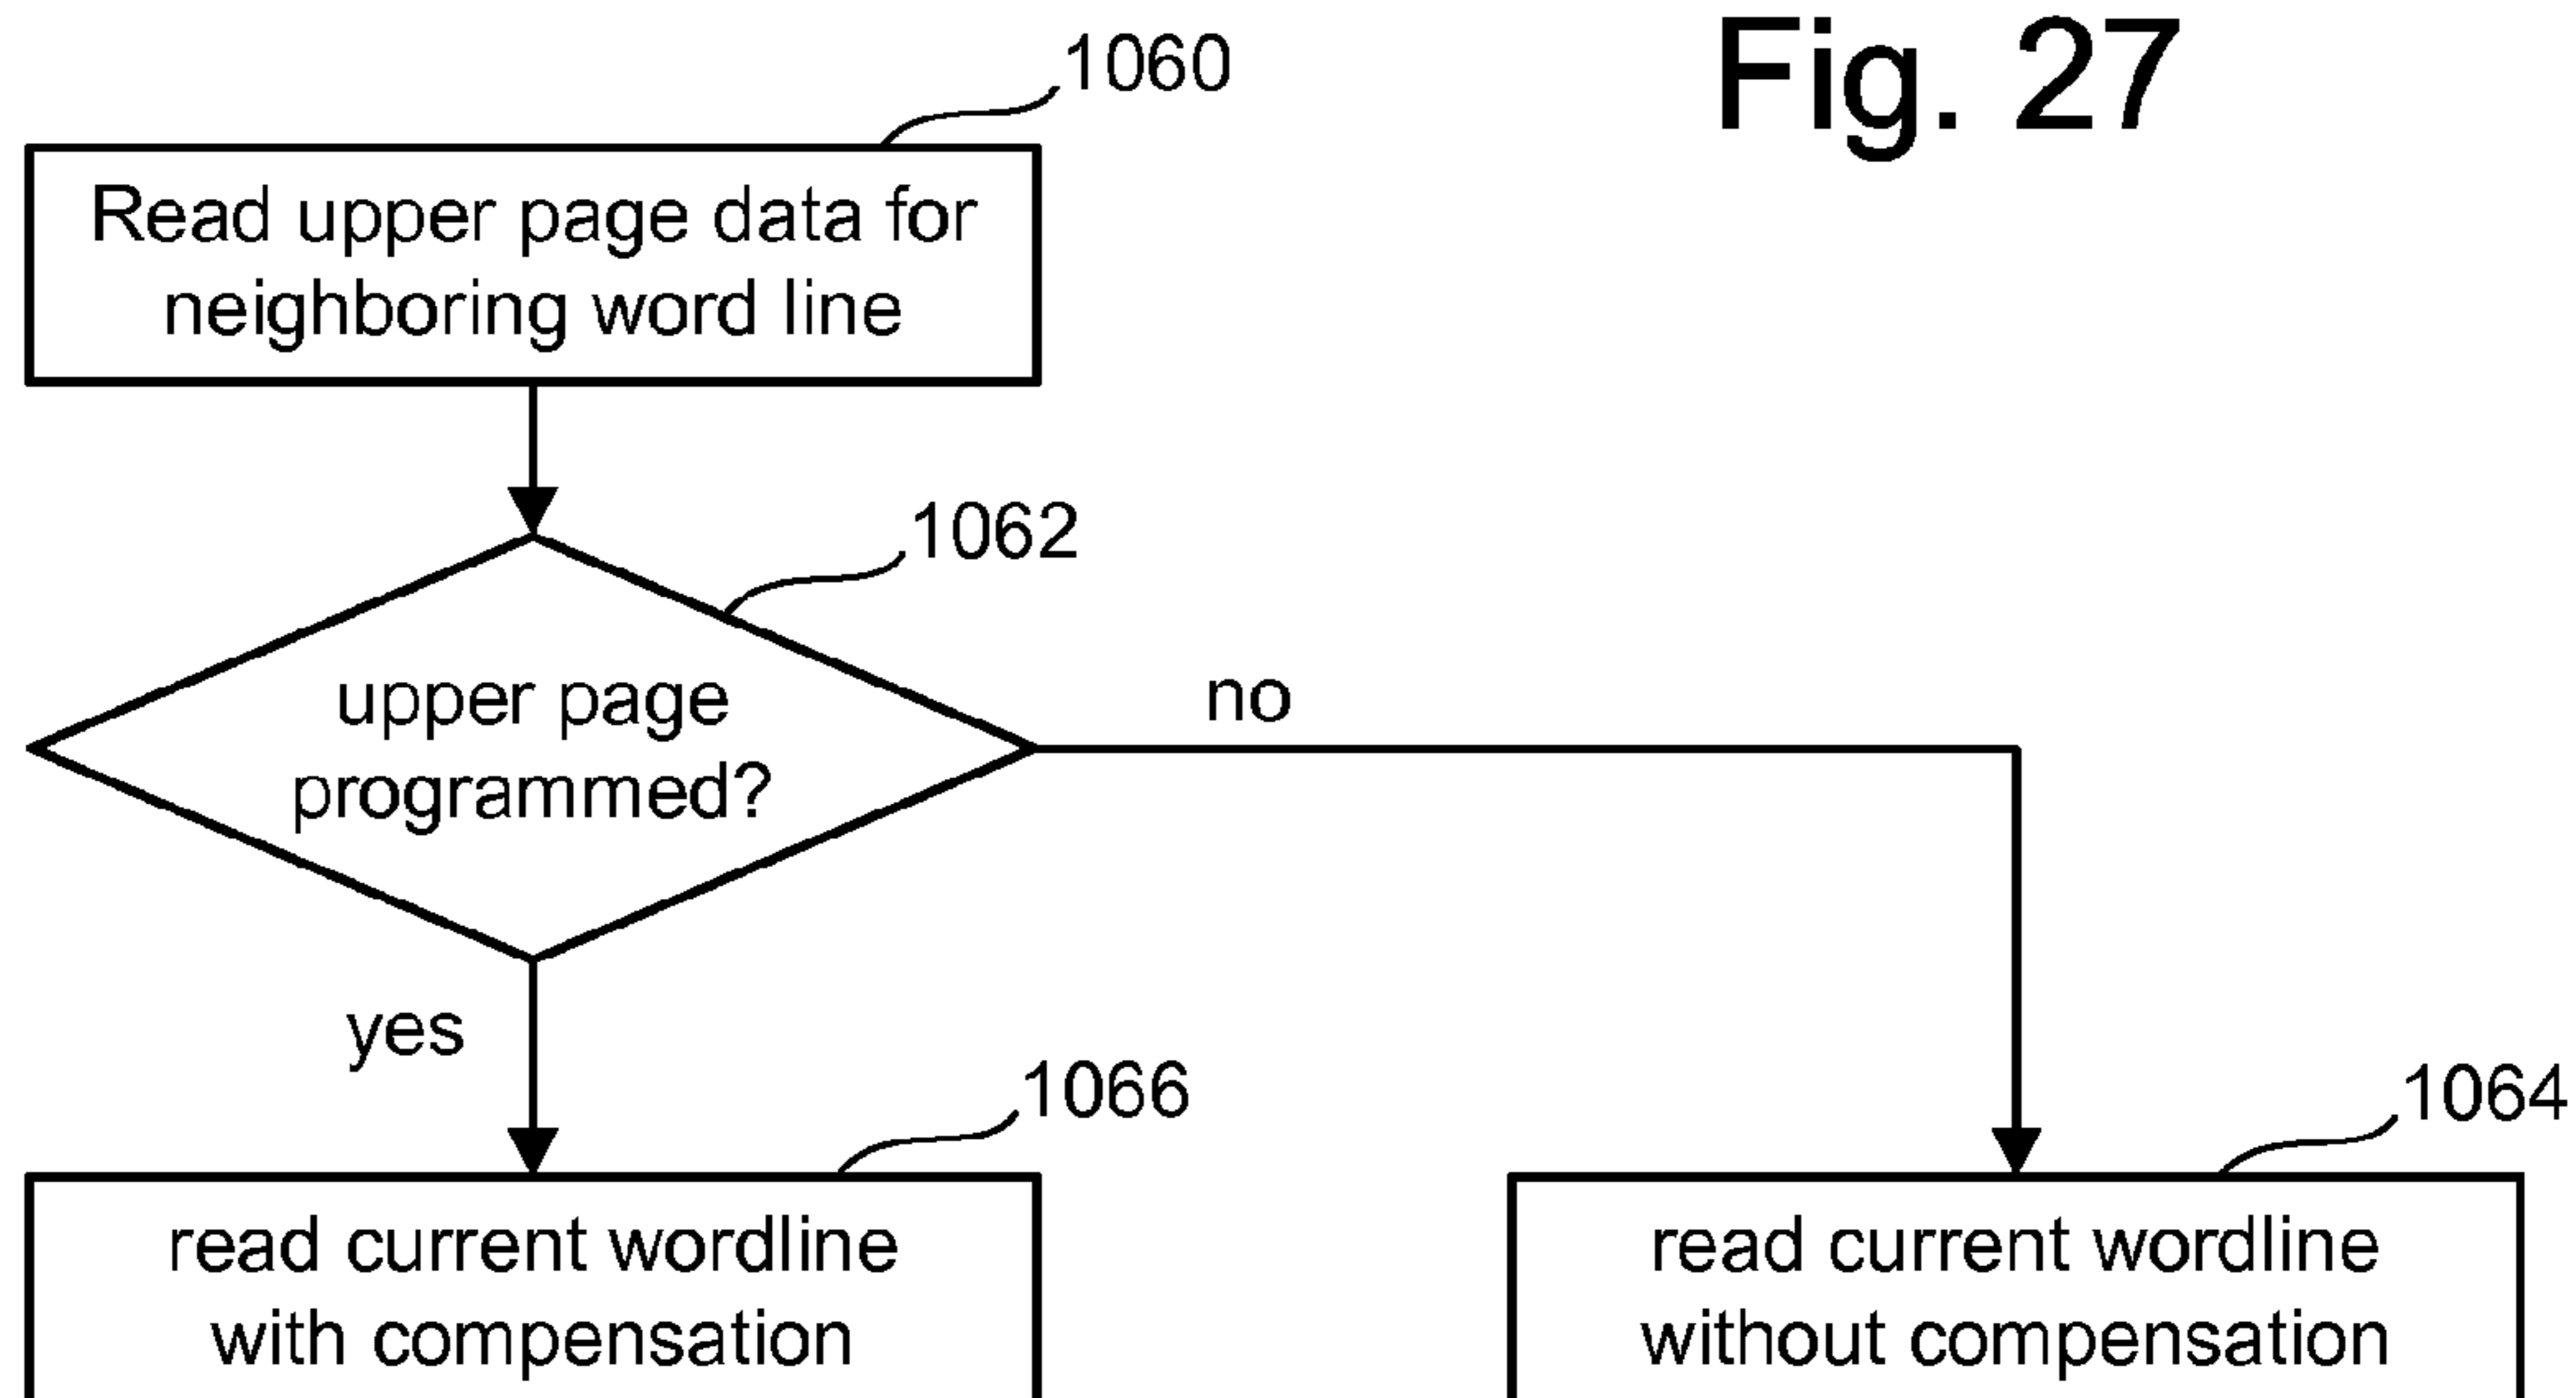 Fig. 27
1060
Read upper page data for
neighboring word line
1062
upper page
programmed?
no
yes
1066
1064
read current wordline
with compensation
read current wordline
without compensation